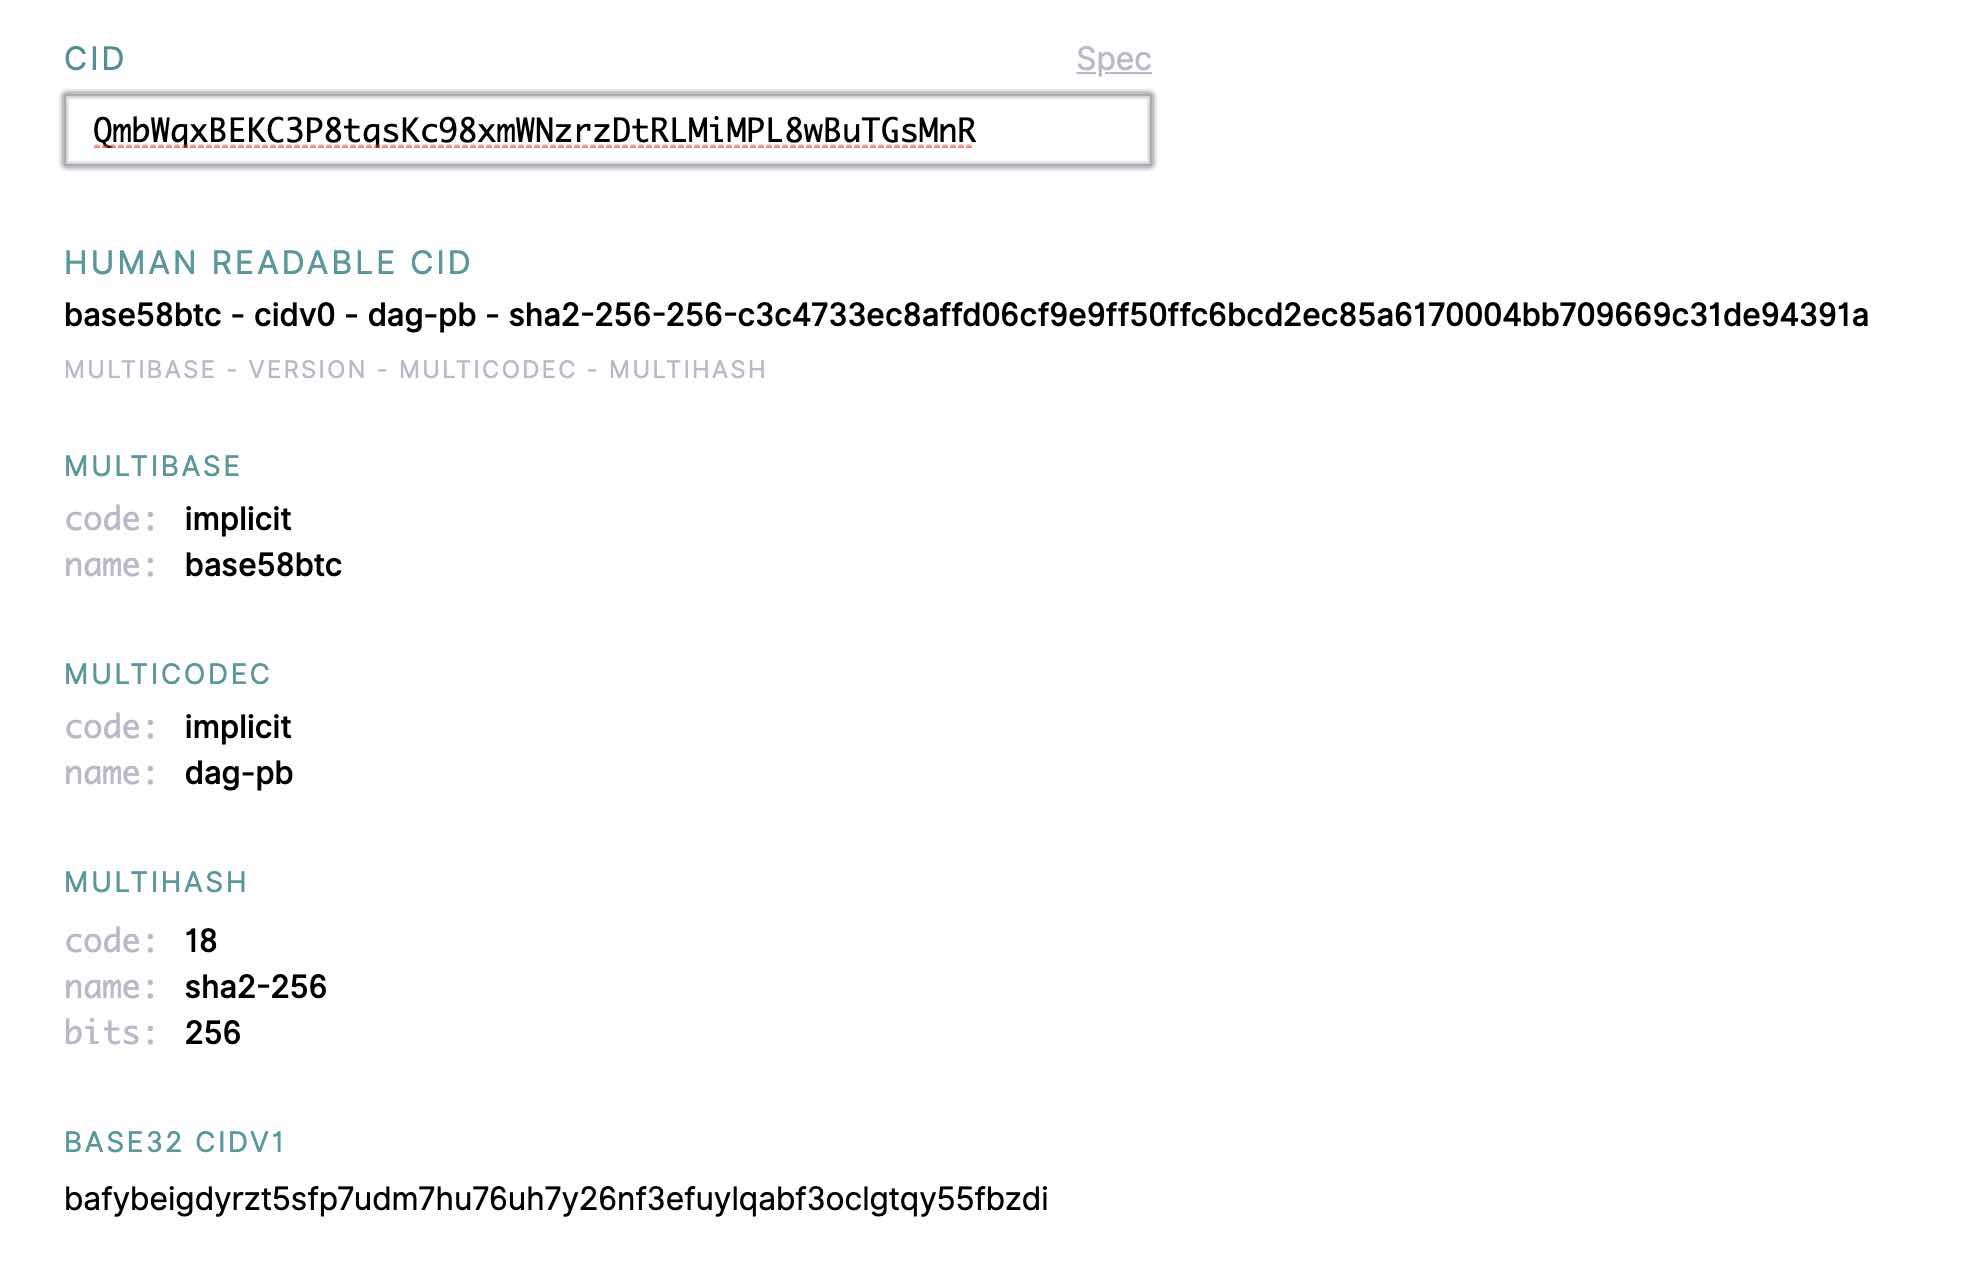 CID
Spec
QmbWqxBEKC3P8tqsKc98xmWNzrzDtRLMiMPL8wBuTGsMnR
HUMAN READABLE CID
base58btc - cidv0 - dag-pb - sha2-256-256-c3c4733ec8affd06cf9e9ff50ffc6bcd2ec85a6170004bb709669c31de94391a
MULTIBASE - VERSION - MULTICODEC - MULTIHASH
MULTIBASE
code: implicit
name: base58btc
MULTICODEC
code: implicit
name: dag-pb
MULTIHASH
code: 18
name: sha2-256
bits: 256
BASE32 CIDV1
bafybeigdyrzt5sfp7udm7hu76uh7y26nf3efuylqabf3oclgtqy55fbzdi